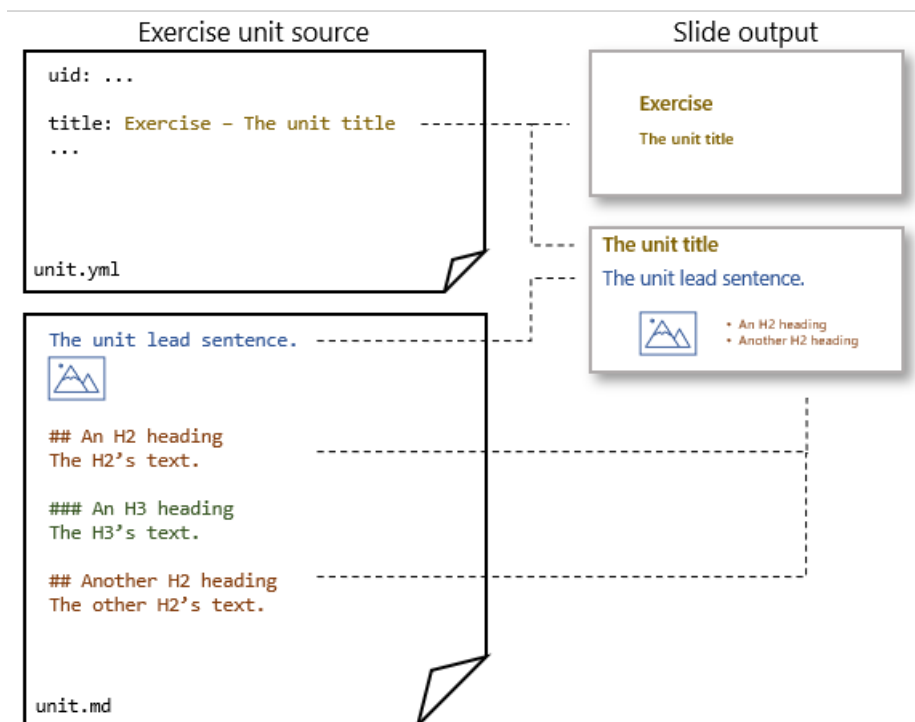 Exercise unit source
uid: ...
title: Exercise – The unit title
...
unit.yml
The unit lead sentence.
## An H2 heading
The H2’s text.
### An H3 heading
The H3’s text.
## Another H2 heading
The other H2’s text.
unit.md
Slide output
Exercise
The unit title
The unit title
The unit lead sentence.
• An H2 heading
• Another H2 heading